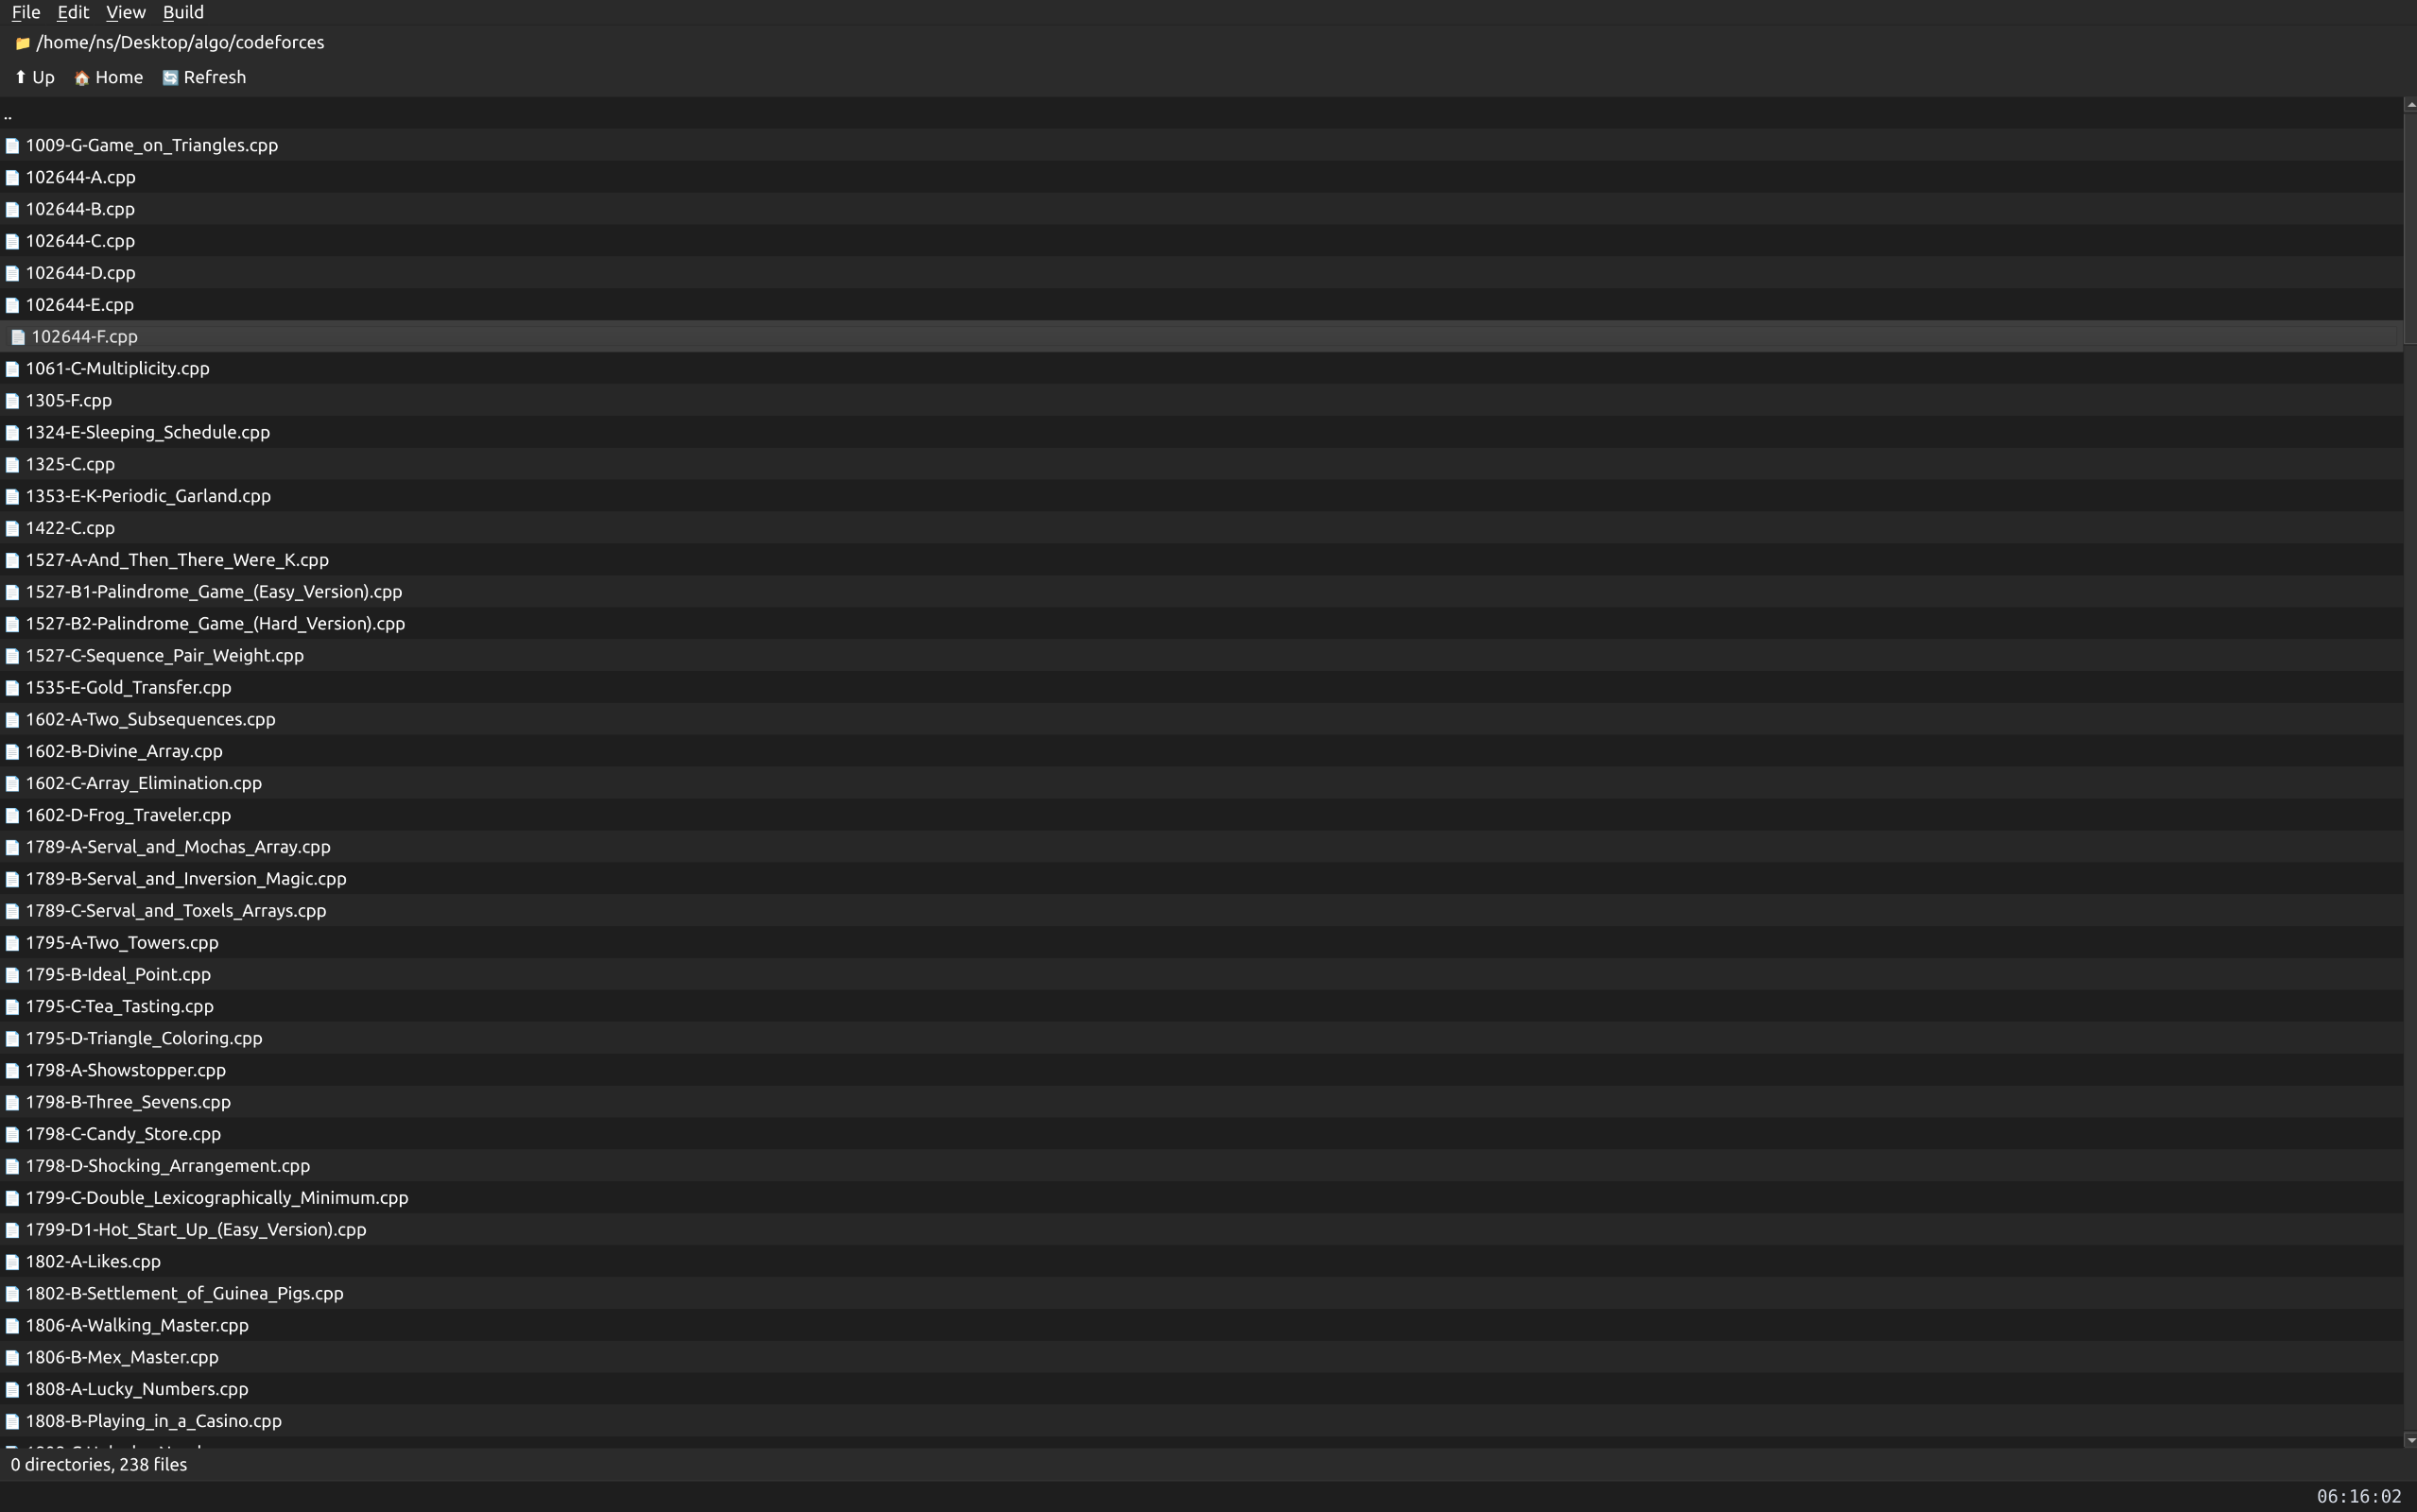 File Edit View Build
/home/ns/Desktop/algo/codeforces
Up Home Refresh
..
1009-G-Game_on_Triangles.cpp
102644-A.cpp
102644-B.cpp
102644-C.cpp
102644-D.cpp
102644-E.cpp
102644-F.cpp
1061-C-Multiplicity.cpp
1305-F.cpp
1324-E-Sleeping_Schedule.cpp
1325-C.cpp
1353-E-K-Periodic_Garland.cpp
1422-C.cpp
1527-A-And_Then_There_Were_K.cpp
1527-B1-Palindrome_Game_(Easy_Version).cpp
1527-B2-Palindrome_Game_(Hard_Version).cpp
1527-C-Sequence_Pair_Weight.cpp
1535-E-Gold_Transfer.cpp
1602-A-Two_Subsequences.cpp
1602-B-Divine_Array.cpp
1602-C-Array_Elimination.cpp
1602-D-Frog_Traveler.cpp
1789-A-Serval_and_Mochas_Array.cpp
1789-B-Serval_and_Inversion_Magic.cpp
1789-C-Serval_and_Toxels_Arrays.cpp
1795-A-Two_Towers.cpp
1795-B-Ideal_Point.cpp
1795-C-Tea_Tasting.cpp
1795-D-Triangle_Coloring.cpp
1798-A-Showstopper.cpp
1798-B-Three_Sevens.cpp
1798-C-Candy_Store.cpp
1798-D-Shocking_Arrangement.cpp
1799-C-Double_Lexicographically_Minimum.cpp
1799-D1-Hot_Start_Up_(Easy_Version).cpp
1802-A-Likes.cpp
1802-B-Settlement_of_Guinea_Pigs.cpp
1806-A-Walking_Master.cpp
1806-B-Mex_Master.cpp
1808-A-Lucky_Numbers.cpp
1808-B-Playing_in_a_Casino.cpp
0 directories, 238 files
06:16:02